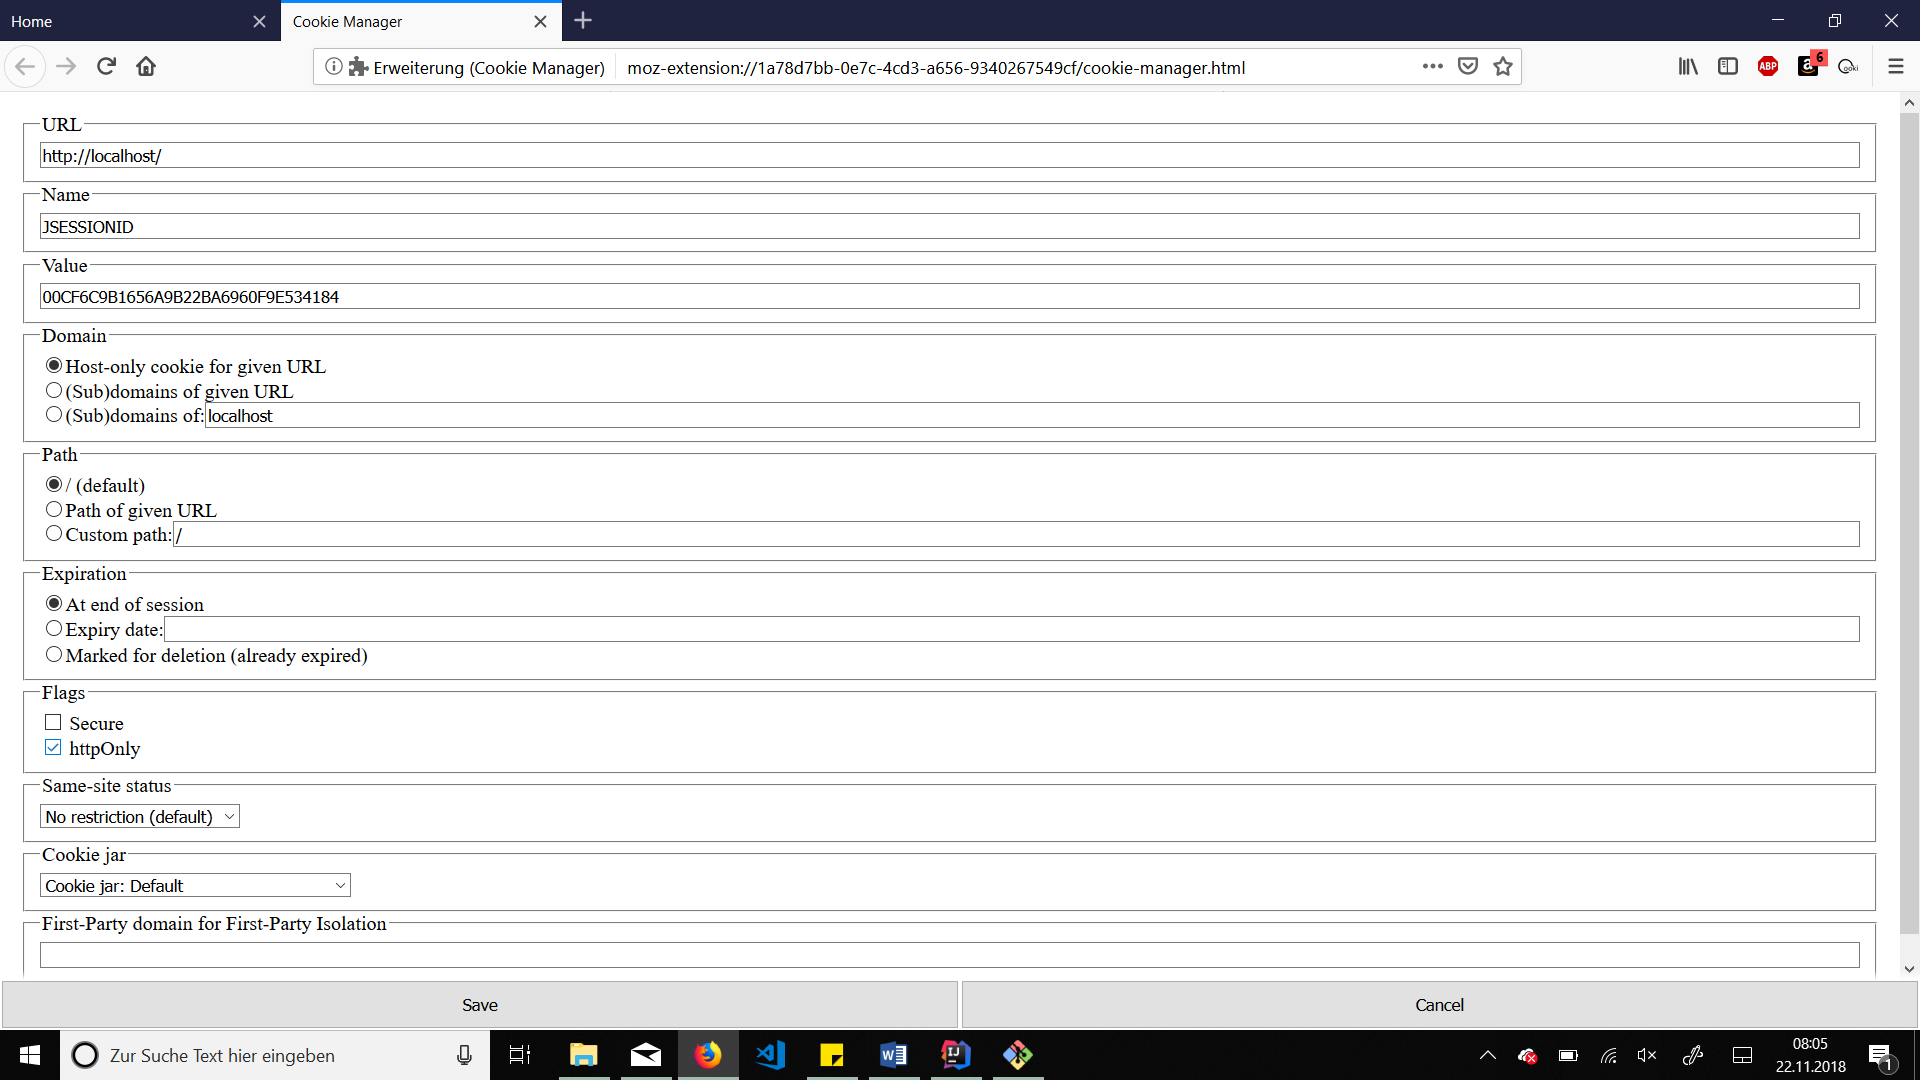 Home
Cookie Manager
Erweiterung (Cookie Manager)
moz-extension://1a78d7bb-0e7c-4cd3-a656-9340267549cf/cookie-manager.html
ABP
a
6
URL
http://localhost/
Name
JSESSIONID
Value
00CF6C9B1656A9B22BA6960F9E534184
Domain
Host-only cookie for given URL
(Sub)domains of given URL
(Sub)domains of: localhost
Path
/ (default)
Path of given URL
Custom path: /
Expiration
At end of session
Expiry date:
Marked for deletion (already expired)
Flags
Secure
httpOnly
Same-site status
No restriction (default)
Cookie jar
Cookie jar: Default
First-Party domain for First-Party Isolation
Save
Cancel
Zur Suche Text hier eingeben
W
IJ
08:05
22.11.2018
1